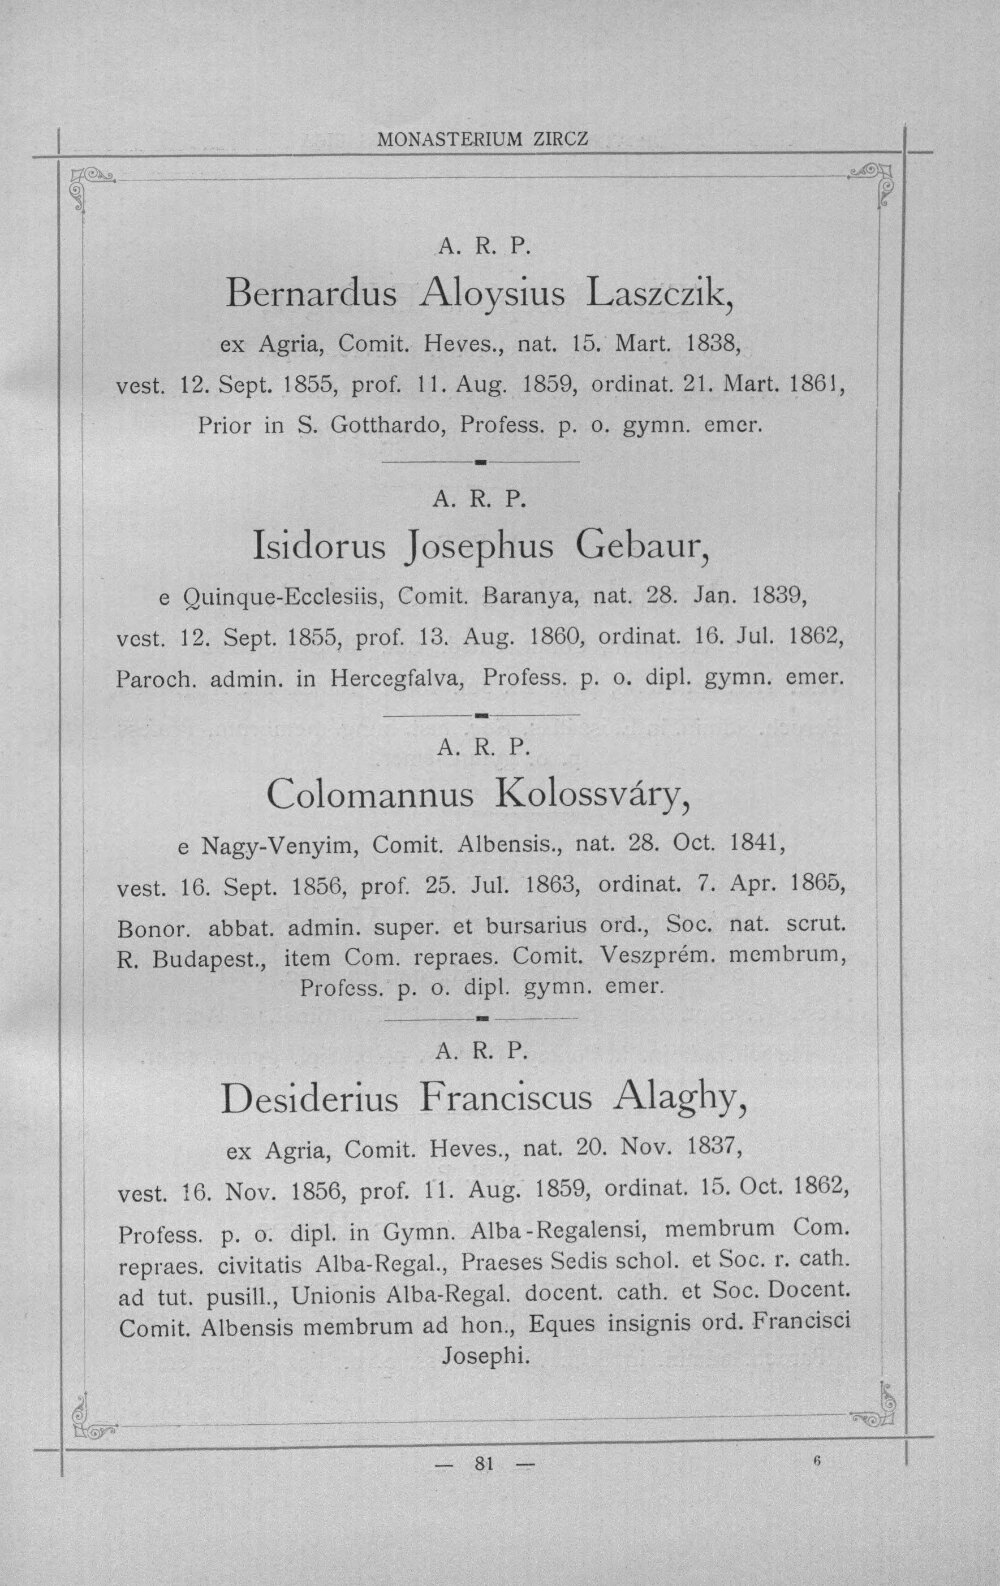 MONASTERIUM ZIRCZ
A. R. P.
Bernardus Aloysius Laszczik,
ex Agria, Comit. Heves., nat. 15. Mart. 1838,
vest. 12. Sept. 1855, prof. 11. Aug. 1859, ordinat. 21. Mart. 1861,
Prior in S. Gotthardo, Profess. p. o. gymn. emer.
A. R. P.
Isidorus Josephus Gebaur,
e Quinque-Ecclesiis, Comit. Baranya, nat. 28. Jan. 1839,
vest. 12. Sept. 1855, prof. 13. Aug. 1860, ordinat. 16. Jul. 1862,
Paroch. admin. in Hercegfalva, Profess. p. o. dipl. gymn. emer.
A. R. P.
Colomannus Kolossváry,
e Nagy-Venyim, Comit. Albensis., nat. 28. Oct. 1841,
vest. 16. Sept. 1856, prof. 25. Jul. 1863, ordinat. 7. Apr. 1865,
Bonor. abbat. admin. super. et bursarius ord., Soc. nat. scrut.
R. Budapest., item Com. repraes. Comit. Veszprém. membrum,
Profess. p. o. dipl. gymn. emer.
A. R. P.
Desiderius Franciscus Alaghy,
ex Agria, Comit. Heves., nat. 20. Nov. 1837,
vest. 16. Nov. 1856, prof. 11. Aug. 1859, ordinat. 15. Oct. 1862,
Profess. p. o. dipl. in Gymn. Alba-Regalensi, membrum Com.
repraes. civitatis Alba-Regal., Praeses Sedis schol. et Soc. r. cath.
ad tut. pusill., Unionis Alba-Regal. docent. cath. et Soc. Docent.
Comit. Albensis membrum ad hon., Eques insignis ord. Francisci
Josephi.
— 81 —
6